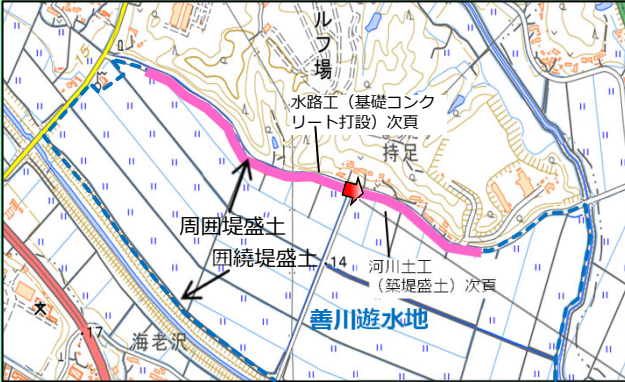 ルフ場
15
水路工（基礎コンク
リート打設）次頁
持足
周囲堤盛土
囲繞堤盛土
14
河川土工
（築堤盛土）次頁
善川遊水地
17
海老沢